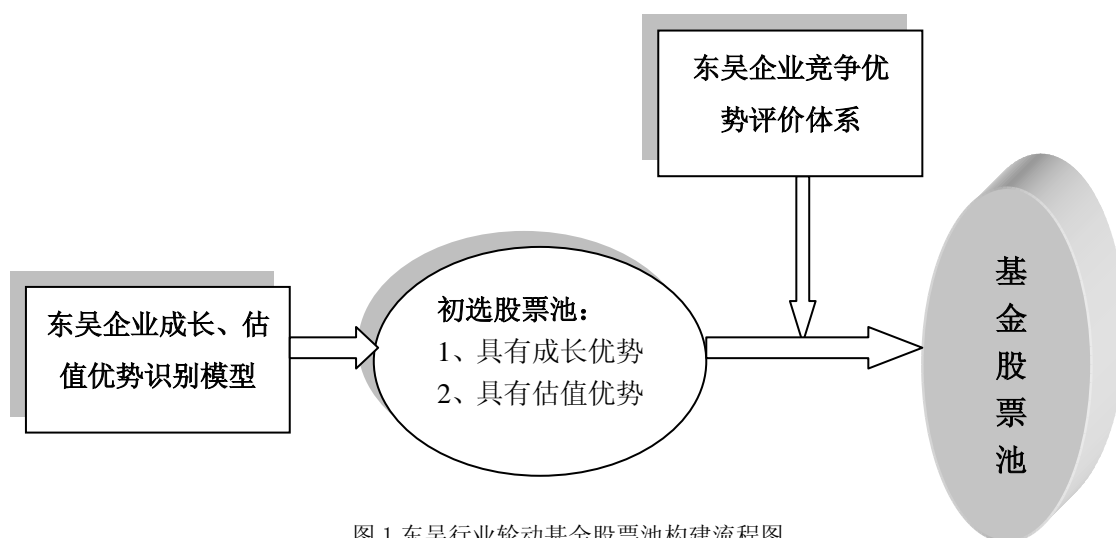 东吴企业竞争优
势评价体系
东吴企业成长、估
值优势识别模型
初选股票池：
1、具有成长优势
2、具有估值优势
基
金
股
票
池
图 1 东吴行业轮动基金股票池构建流程图